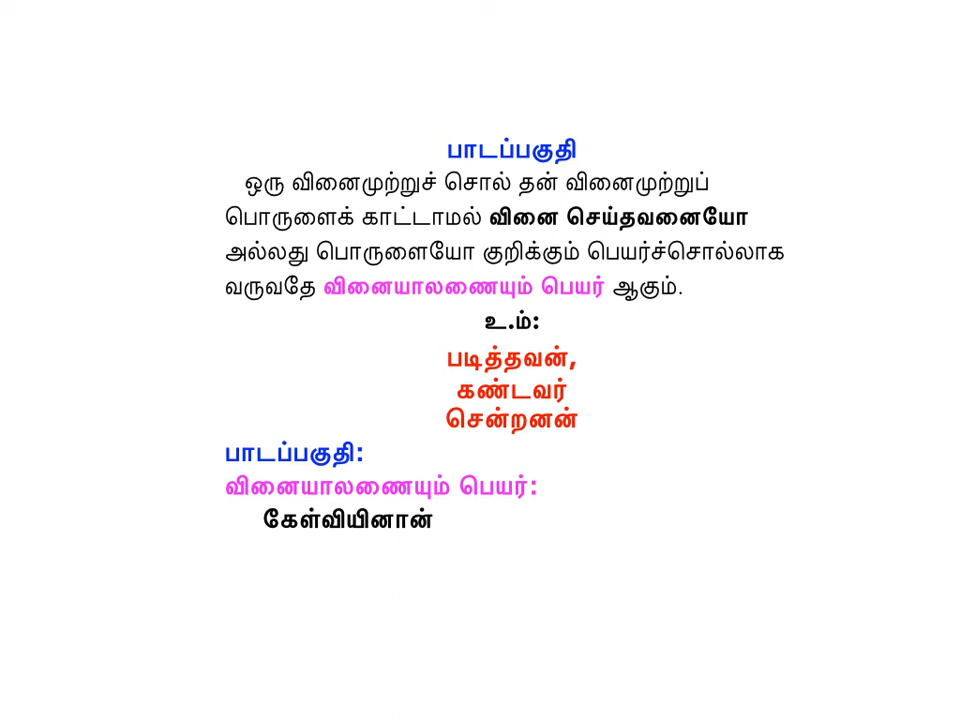 பாடப்பகுதி
ஒரு வினைமுற்றுச் சொல் தன் வினைமுற்றுப்
பொருளைக் காட்டாமல் வினை செய்தவனையோ
அல்லது பொருளையோ குறிக்கும் பெயர்ச்சொல்லாக
வருவதே வினையாலணையும் பெயர் ஆகும்.
உ.ம்:
படித்தவன்,
கண்டவர்
சென்றனன்
பாடப்பகுதி:
வினையாலணையும் பெயர்:
கேள்வியினான்